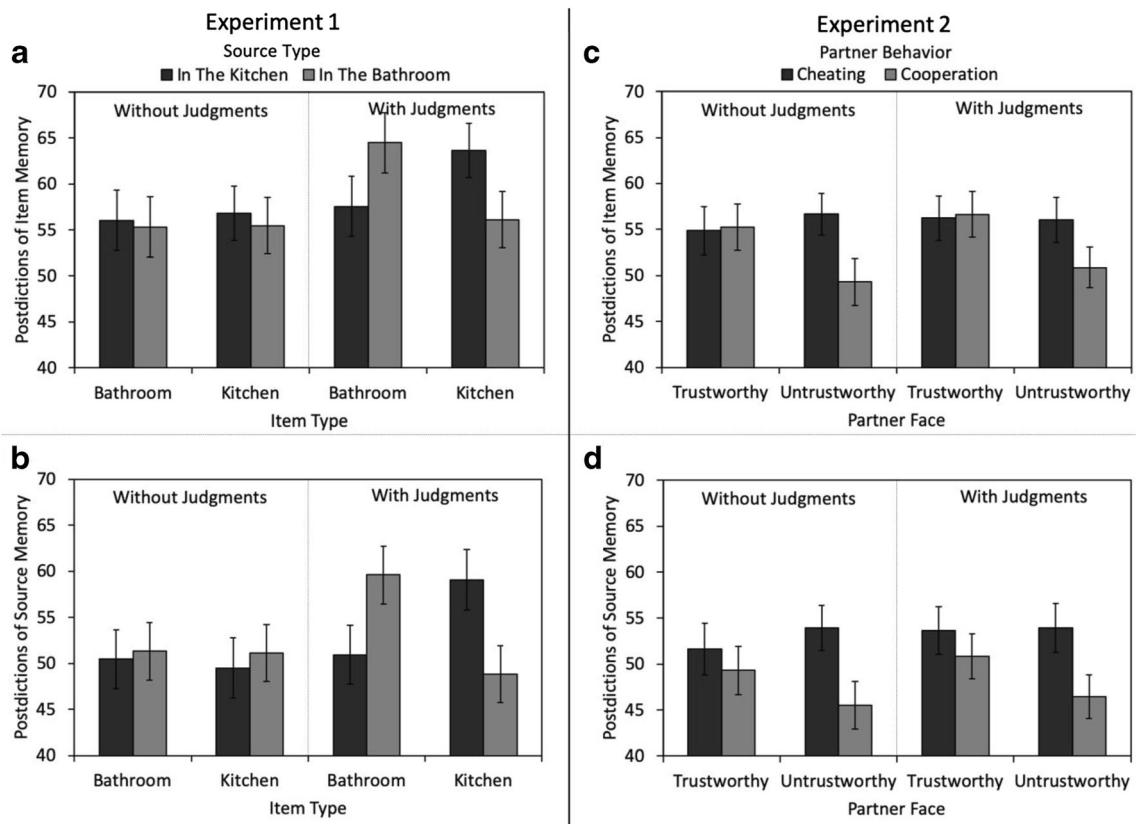 Experiment 1
Source Type
a
In The Kitchen In The Bathroom
70
65
60
55
50
45
40
Postdictions of Item Memory
Without Judgments With Judgments
Bathroom Kitchen Bathroom Kitchen
Item Type
b
70
65
60
55
50
45
40
Postdictions of Source Memory
Without Judgments With Judgments
Bathroom Kitchen Bathroom Kitchen
Item Type
Experiment 2
Partner Behavior
c
Cheating Cooperation
70
65
60
55
50
45
40
Postdictions of Item Memory
Without Judgments With Judgments
Trustworthy Untrustworthy Trustworthy Untrustworthy
Partner Face
d
70
65
60
55
50
45
40
Postdictions of Source Memory
Without Judgments With Judgments
Trustworthy Untrustworthy Trustworthy Untrustworthy
Partner Face